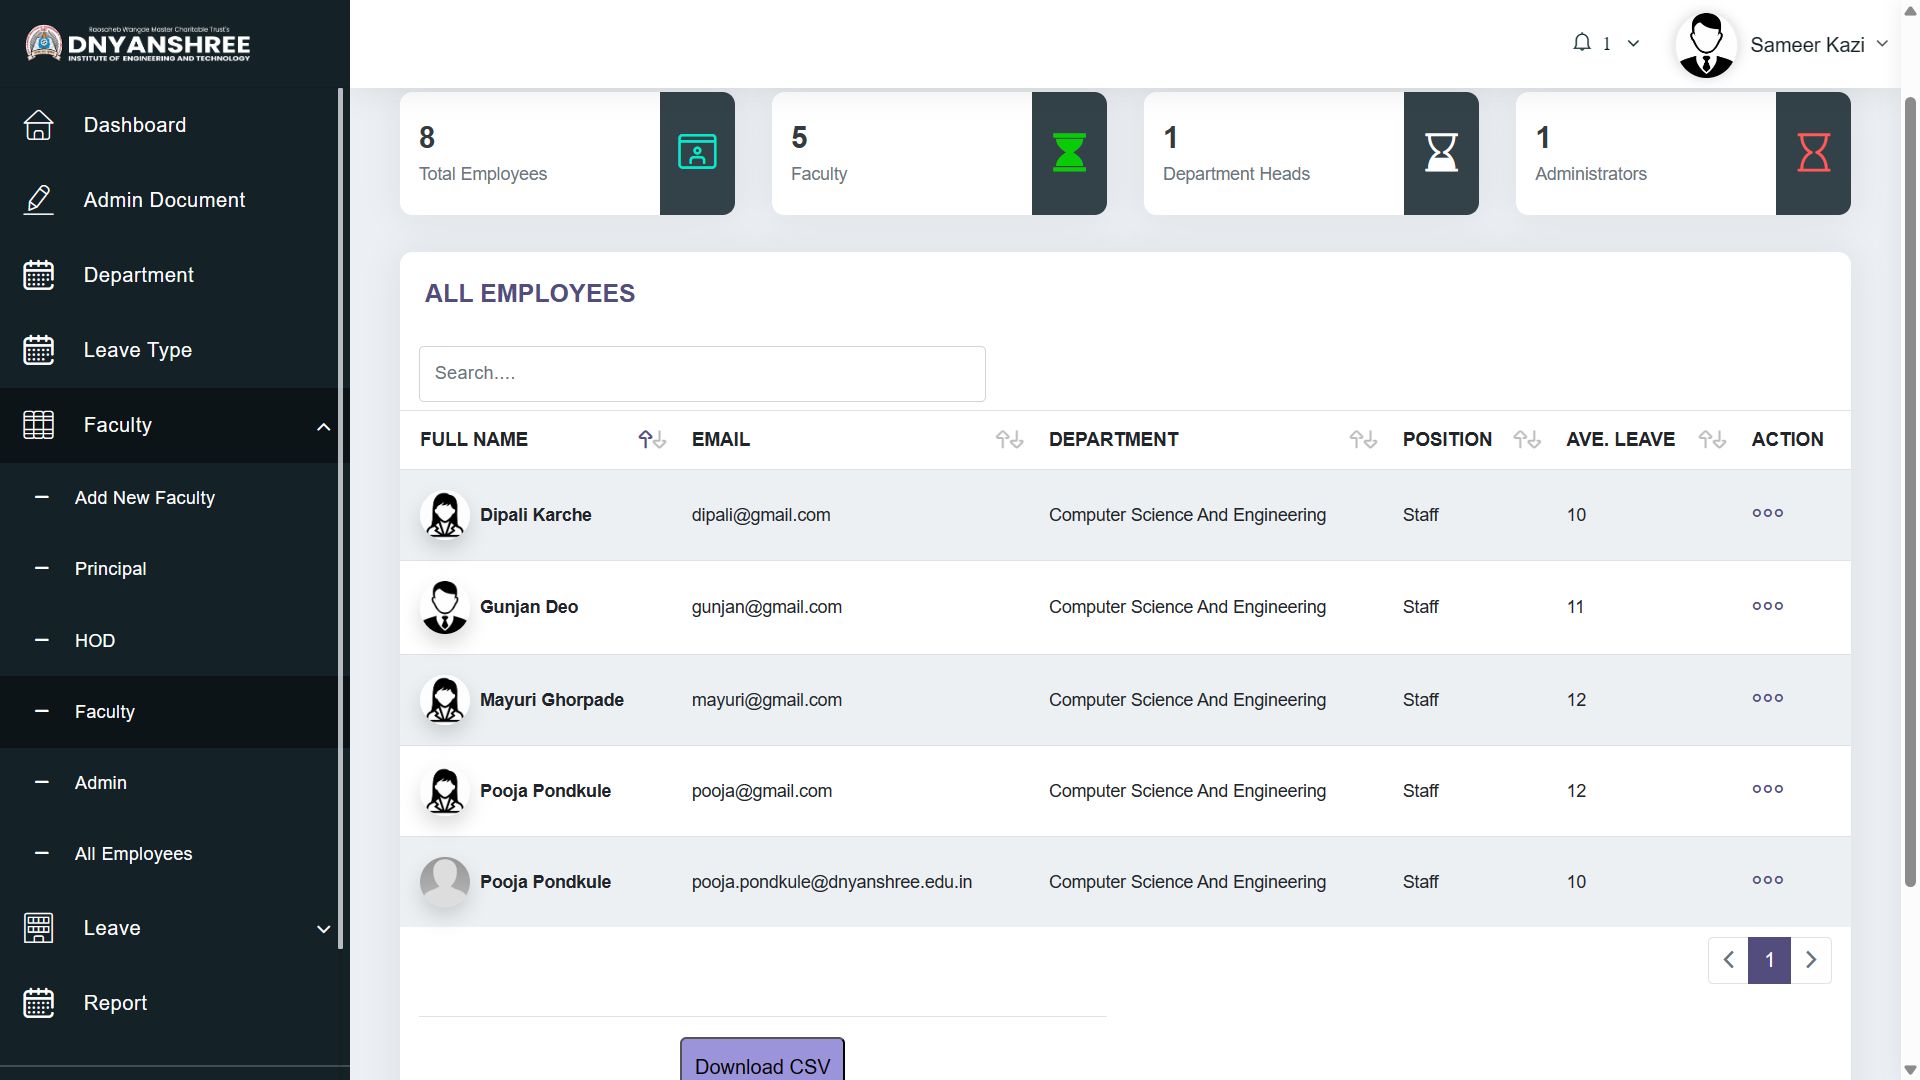 Raosaheb Wangde Master Charitable Trust's
DNYANSHREE
INSTITUTE OF ENGINEERING AND TECHNOLOGY
1
Sameer Kazi
Dashboard
Admin Document
Department
Leave Type
Faculty
Add New Faculty
Principal
HOD
Faculty
Admin
All Employees
Leave
Report
8
Total Employees
5
Faculty
1
Department Heads
1
Administrators
ALL EMPLOYEES
Search....
FULL NAME EMAIL DEPARTMENT POSITION AVE. LEAVE ACTION
Dipali Karche dipali@gmail.com Computer Science And Engineering Staff 10
Gunjan Deo gunjan@gmail.com Computer Science And Engineering Staff 11
Mayuri Ghorpade mayuri@gmail.com Computer Science And Engineering Staff 12
Pooja Pondkule pooja@gmail.com Computer Science And Engineering Staff 12
Pooja Pondkule pooja.pondkule@dnyanshree.edu.in Computer Science And Engineering Staff 10
1
Download CSV